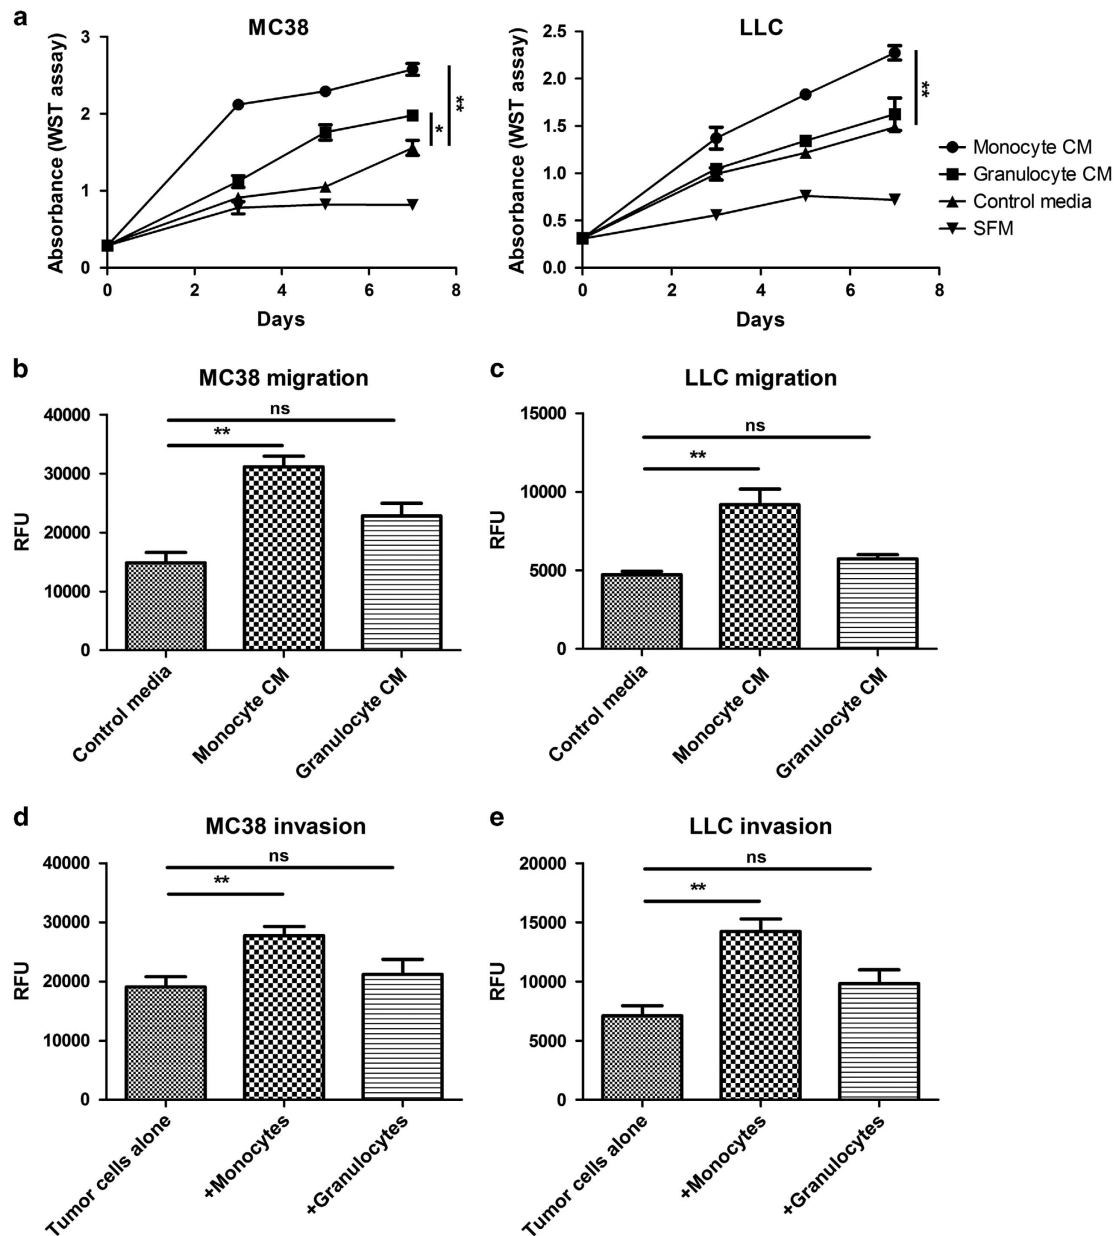 a
MC38
LLC
Absorbance (WST assay)
3
2
1
0
0 2 4 6 8
Days
**
*
Absorbance (WST assay)
2.5
2.0
1.5
1.0
0.5
0.0
0 2 4 6 8
Days
**
Monocyte CM
Granulocyte CM
Control media
SFM
b
MC38 migration
RFU
40000
30000
20000
10000
0
ns
**
Control media
Monocyte CM
Granulocyte CM
c
LLC migration
RFU
15000
10000
5000
0
ns
**
Control media
Monocyte CM
Granulocyte CM
d
MC38 invasion
RFU
40000
30000
20000
10000
0
ns
**
Tumor cells alone
+Monocytes
+Granulocytes
e
LLC invasion
RFU
20000
15000
10000
5000
0
ns
**
Tumor cells alone
+Monocytes
+Granulocytes